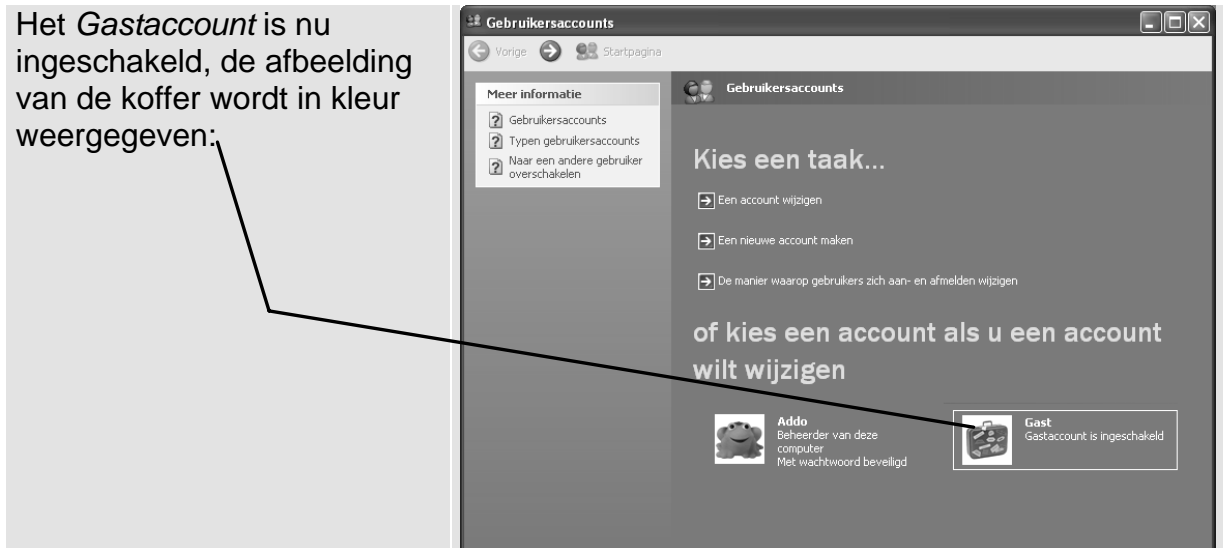 Het Gastaccount is nu
ingeschakeld, de afbeelding
van de koffer wordt in kleur
weergegeven:
Gebruikersaccounts
Vorige
Startpagina
Meer informatie
Gebruikersaccounts
Typen gebruikersaccounts
Naar een andere gebruiker
overschakelen
Gebruikersaccounts
Kies een taak...
Een account wijzigen
Een nieuwe account maken
De manier waarop gebruikers zich aan- en afmelden wijzigen
of kies een account als u een account
wilt wijzigen
Addo
Beheerder van deze
computer
Met wachtwoord beveiligd
Gast
Gastaccount is ingeschakeld